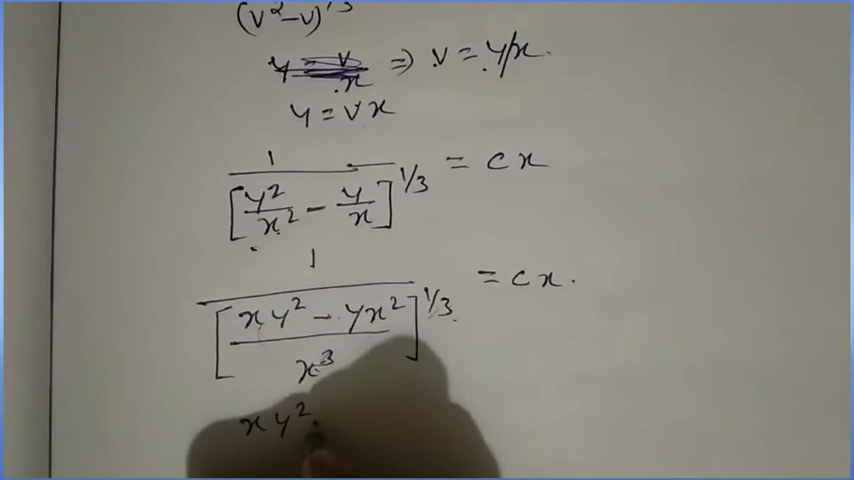 (v²-v)^1/3
⇒ v = y/x.
y = vx
1/[y²/x² - y/x]^1/3 = cx
1/[(xy² - yx²)/x³]^1/3 = cx.
xy²